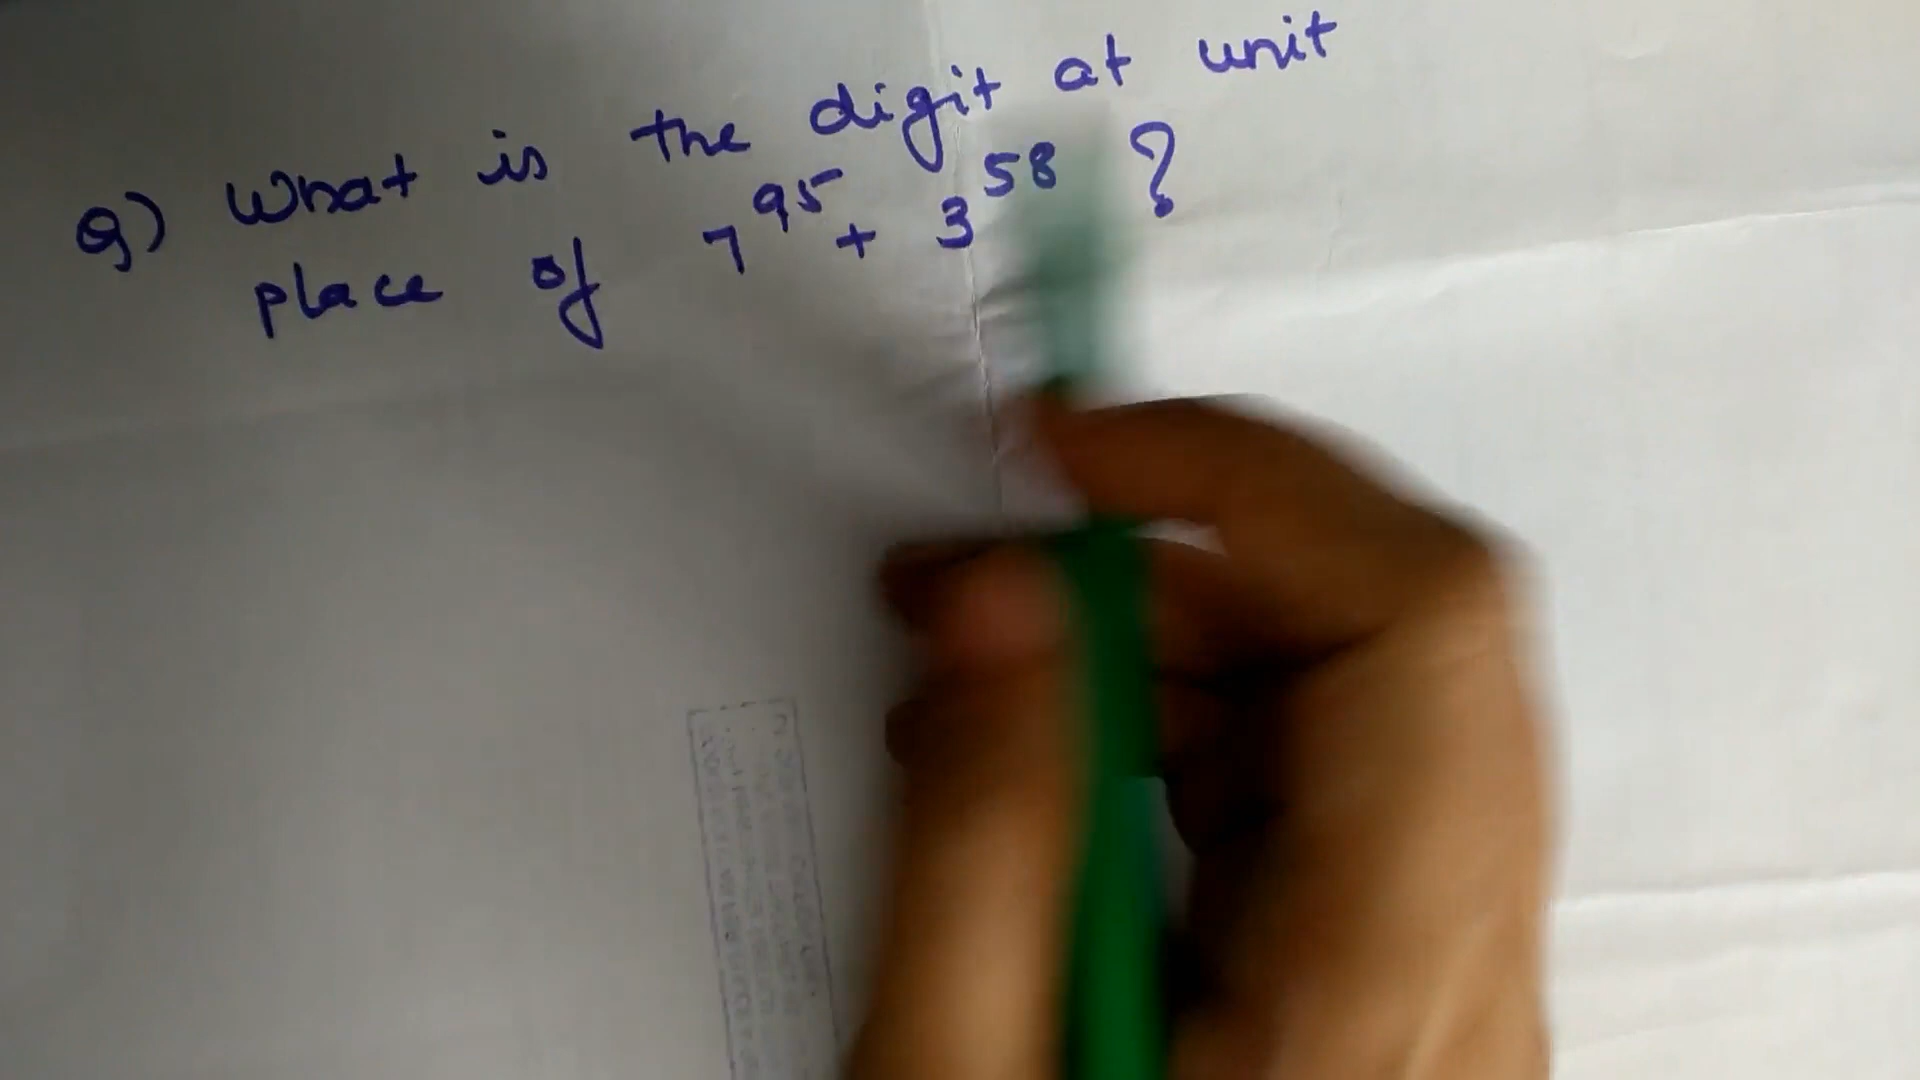 Q) What is the digit at unit
place of 7^95 + 3^58 ?